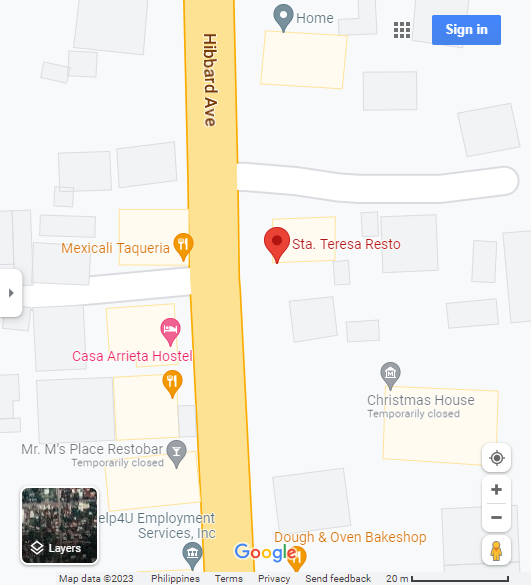 Home
Sign in
Hibbard Ave
Mexicali Taqueria
Sta. Teresa Resto
Casa Arrieta Hostel
Christmas House
Temporarily closed
Mr. M's Place Restobar
Temporarily closed
elp4U Employment
Services, Inc
Dough & Oven Bakeshop
Layers
Google
Map data ©2023 Philippines Terms Privacy Send feedback 20 m